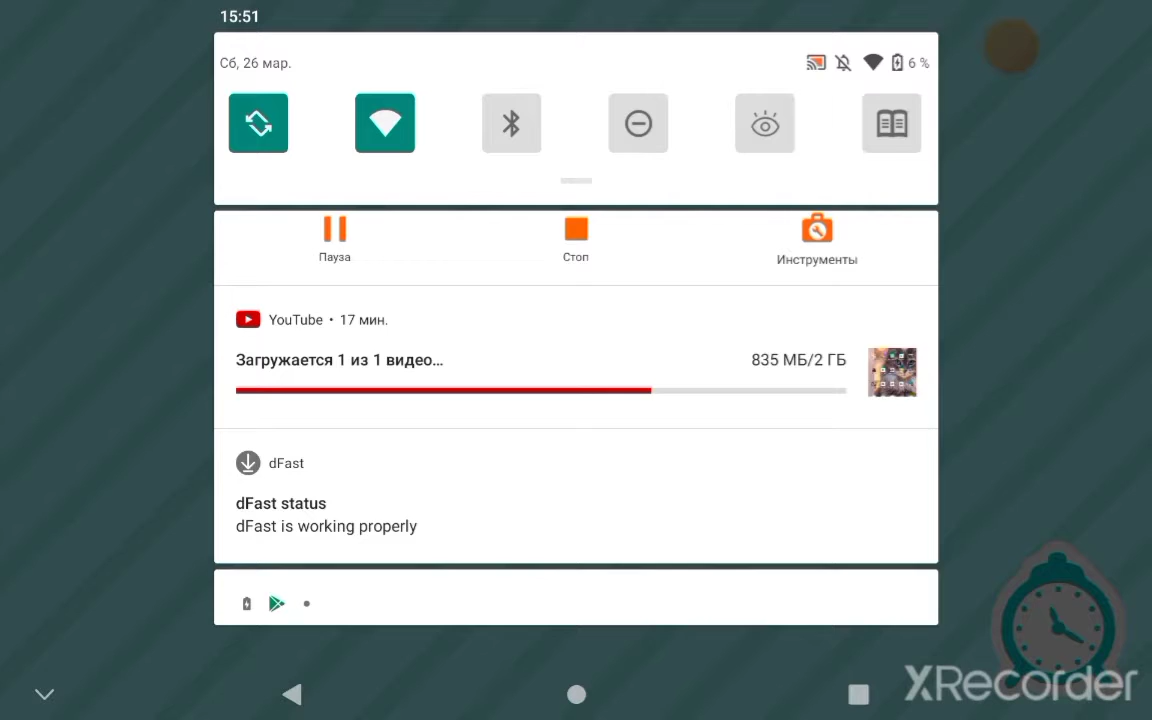 15:51
Сб, 26 мар.
6 %
Пауза
Стоп
Инструменты
YouTube • 17 мин.
Загружается 1 из 1 видео...
835 МБ/2 ГБ
dFast
dFast status
dFast is working properly
XRecorder